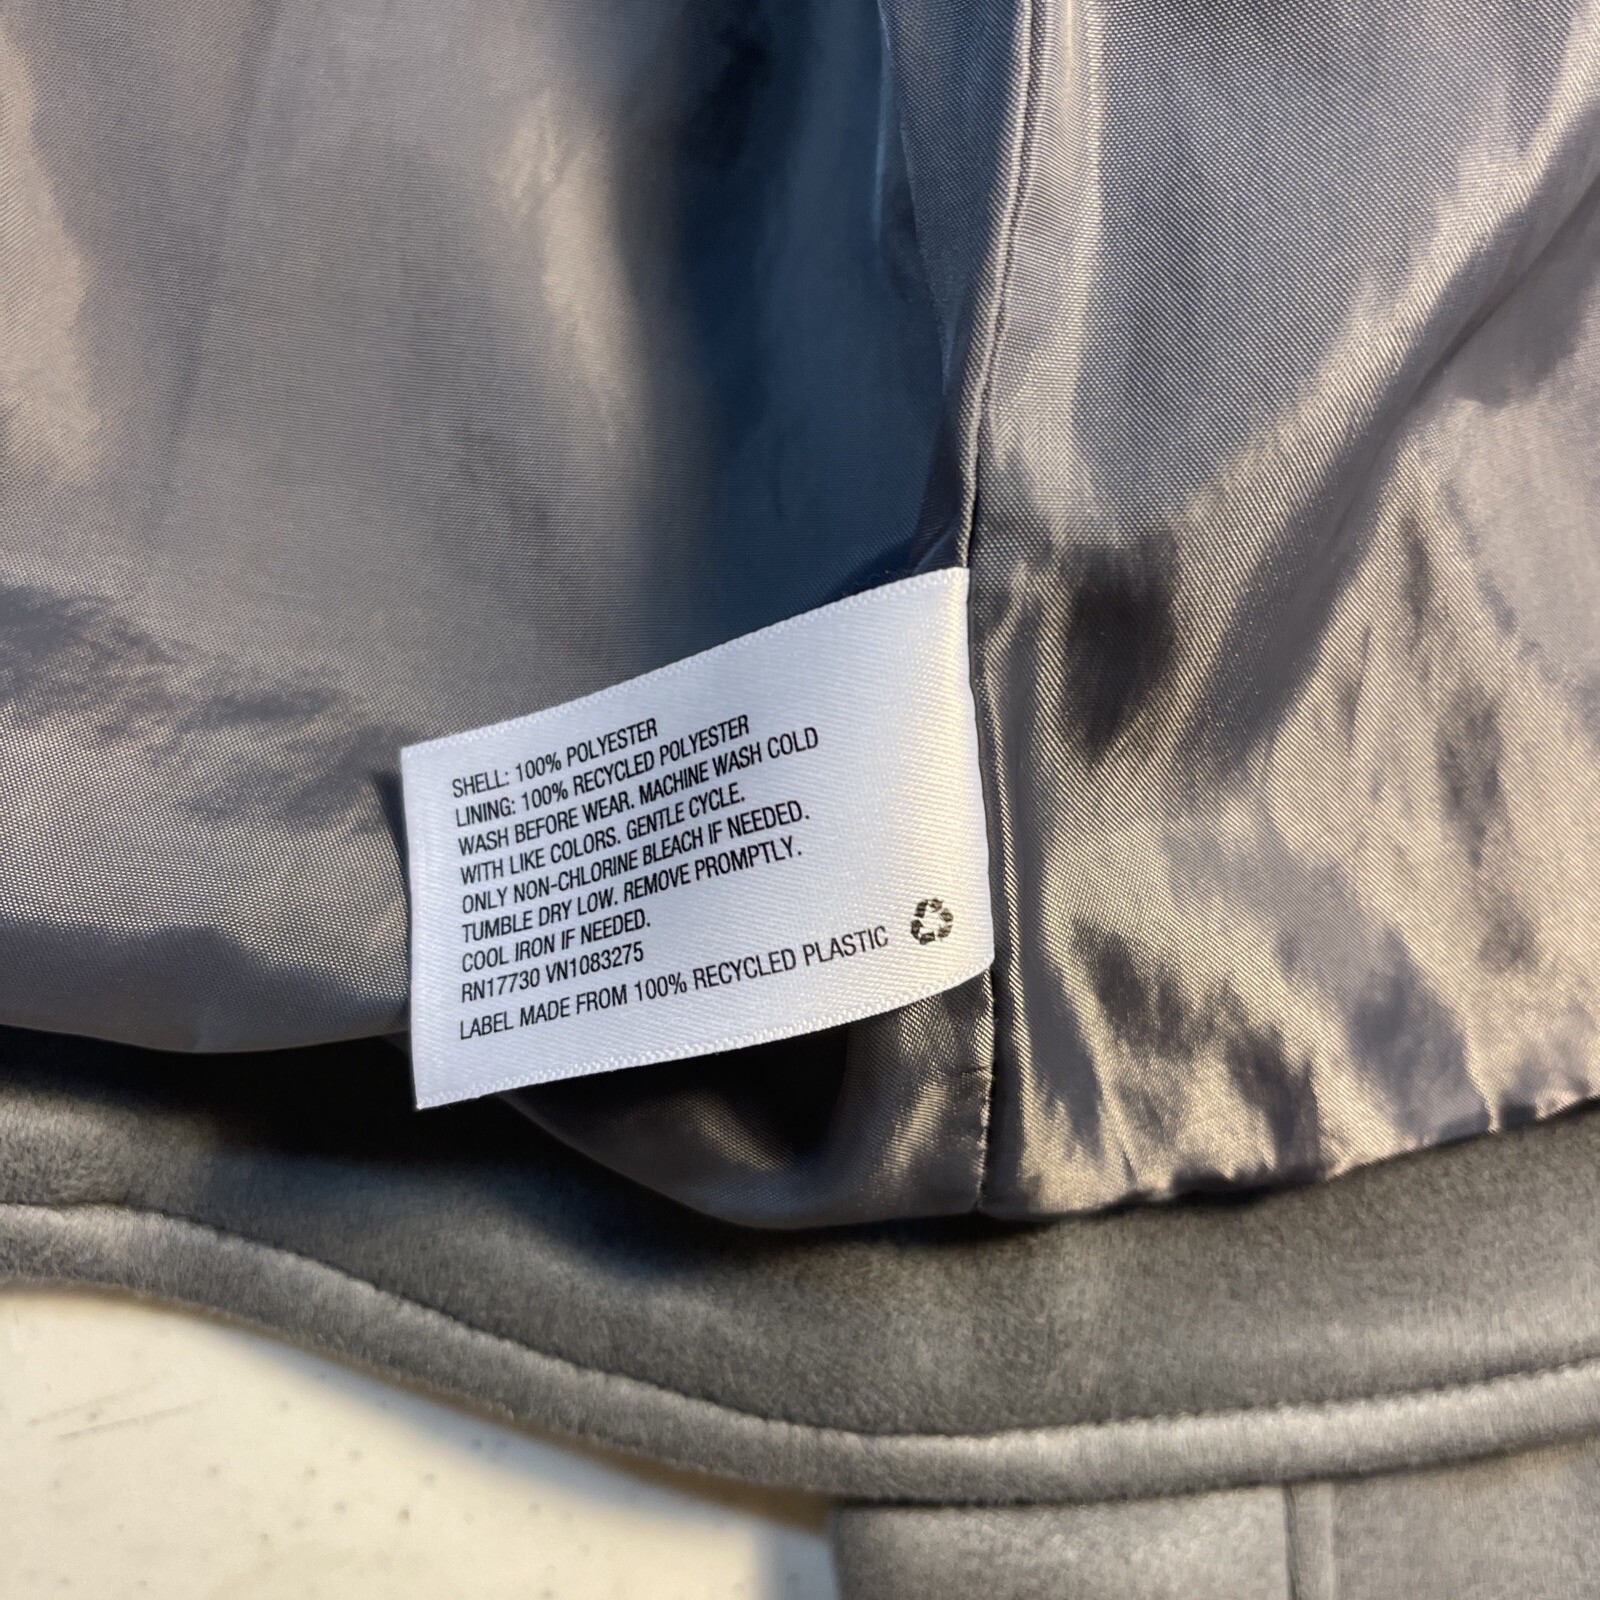 SHELL: 100% POLYESTER
LINING: 100% RECYCLED POLYESTER
WASH BEFORE WEAR. MACHINE WASH COLD
WITH LIKE COLORS. GENTLE CYCLE.
ONLY NON-CHLORINE BLEACH IF NEEDED.
TUMBLE DRY LOW. REMOVE PROMPTLY.
COOL IRON IF NEEDED.
RN17730 VN1083275
LABEL MADE FROM 100% RECYCLED PLASTIC